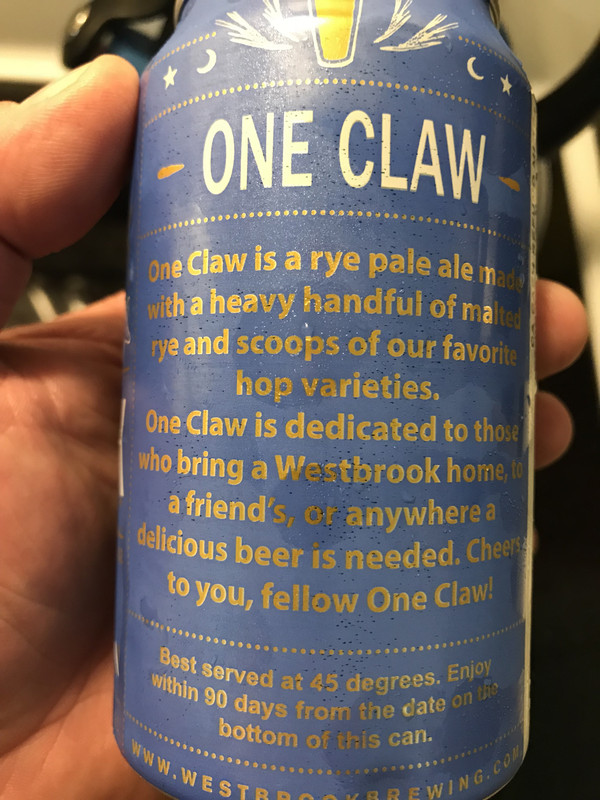 ONE CLAW
One Claw is a rye pale ale made
with a heavy handful of malted
rye and scoops of our favorite
hop varieties.
One Claw is dedicated to those
who bring a Westbrook home, to
a friend's, or anywhere a
delicious beer is needed. Cheers
to you, fellow One Claw!
Best served at 45 degrees. Enjoy
within 90 days from the date on the
bottom of this can.
WWW.WESTBROOKBREWING.COM